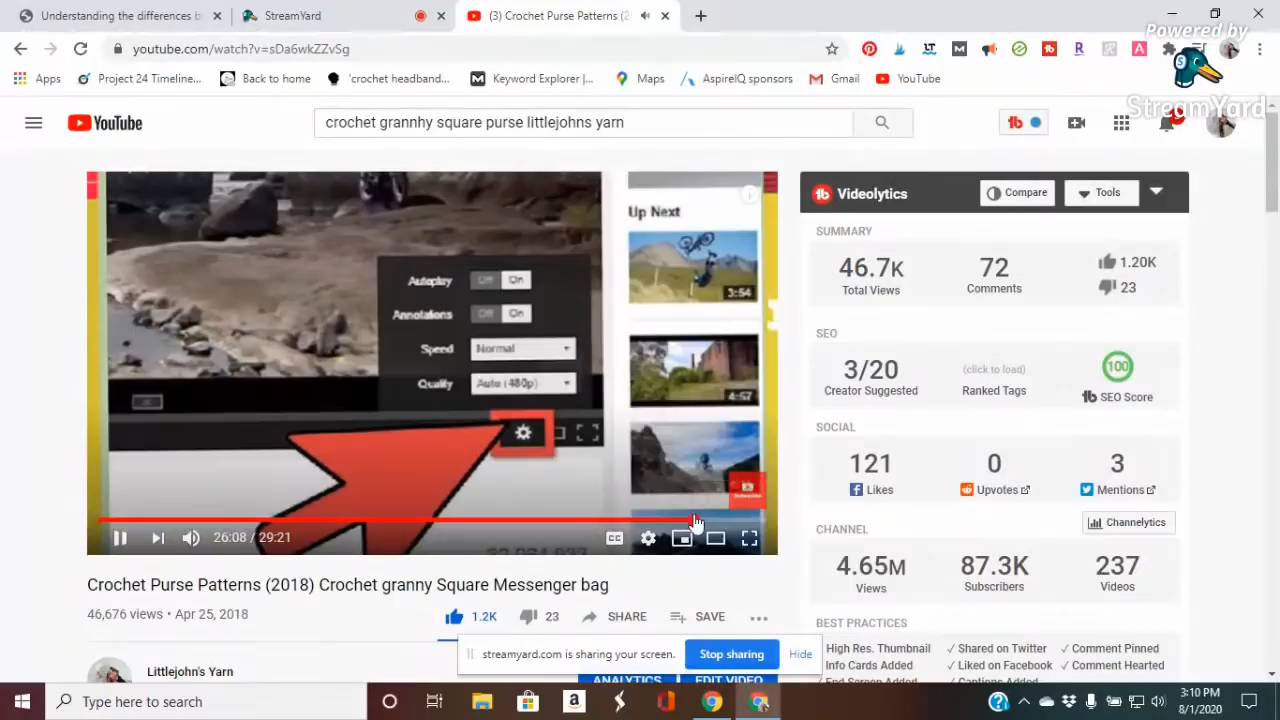 Understanding the differences b
StreamYard
(3) Crochet Purse Patterns (2
youtube.com/watch?v=sDa6wkZZvSg
Powered by
StreamYard
Apps
Project 24 Timeline...
Back to home
'crochet headband...
Keyword Explorer |...
Maps
AspireIQ sponsors
Gmail
YouTube
YouTube
crochet grannhy square purse littlejohns yarn
Up Next
Autoplay Off On
Annotations Off On
Speed Normal
Quality Auto (480p)
3:54
4:57
Subscribe
26:08 / 29:21
CC
Crochet Purse Patterns (2018) Crochet granny Square Messenger bag
46,676 views • Apr 25, 2018
1.2K 23 SHARE SAVE
Littlejohn's Yarn
streamyard.com is sharing your screen. Stop sharing Hide
ANALYTICS EDIT VIDEO
Videolytics Compare Tools
SUMMARY
46.7K 72 1.20K
Total Views Comments 23
SEO
3/20 (click to load) 100
Creator Suggested Ranked Tags tb SEO Score
SOCIAL
121 0 3
Likes Upvotes Mentions
CHANNEL Channelytics
4.65M 87.3K 237
Views Subscribers Videos
BEST PRACTICES
High Res. Thumbnail ✓ Shared on Twitter ✓ Comment Pinned
Info Cards Added ✓ Liked on Facebook ✓ Comment Hearted
End Screen Added ✓ Captions Added
Type here to search
3:10 PM
8/1/2020